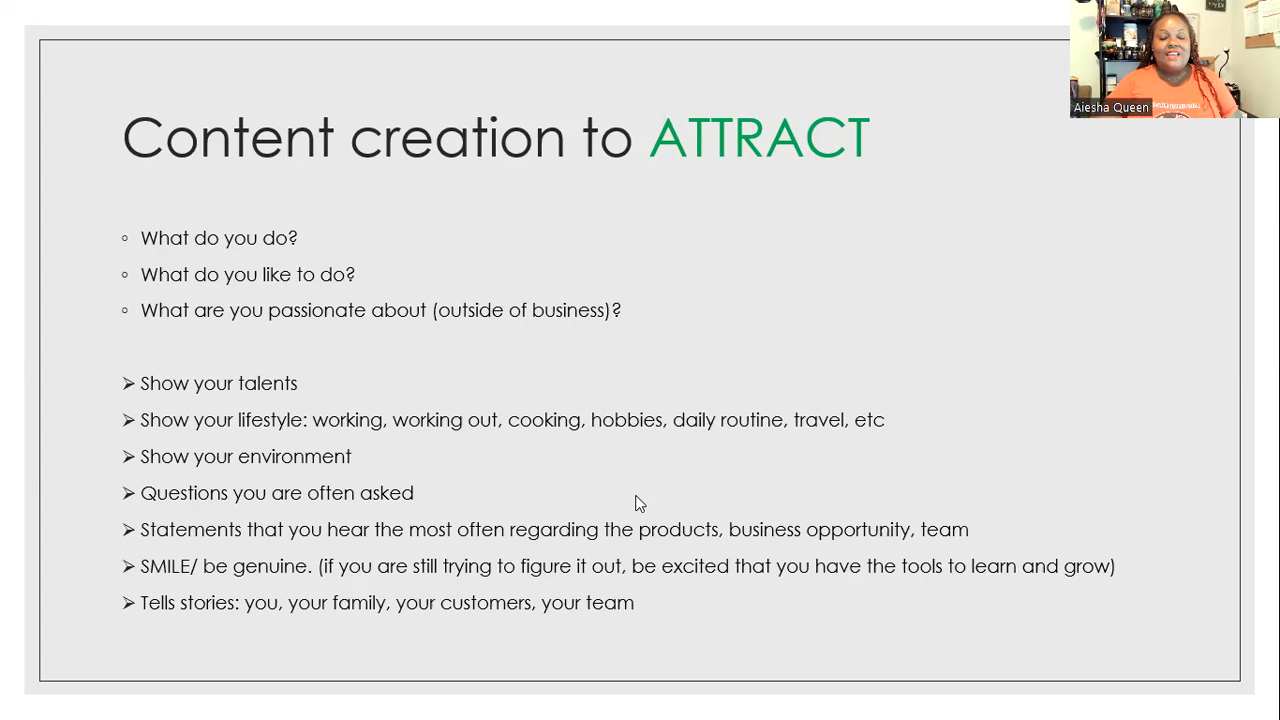 Content creation to ATTRACT
Aiesha Queen
◦ What do you do?
◦ What do you like to do?
◦ What are you passionate about (outside of business)?
➢ Show your talents
➢ Show your lifestyle: working, working out, cooking, hobbies, daily routine, travel, etc
➢ Show your environment
➢ Questions you are often asked
➢ Statements that you hear the most often regarding the products, business opportunity, team
➢ SMILE/ be genuine. (if you are still trying to figure it out, be excited that you have the tools to learn and grow)
➢ Tells stories: you, your family, your customers, your team